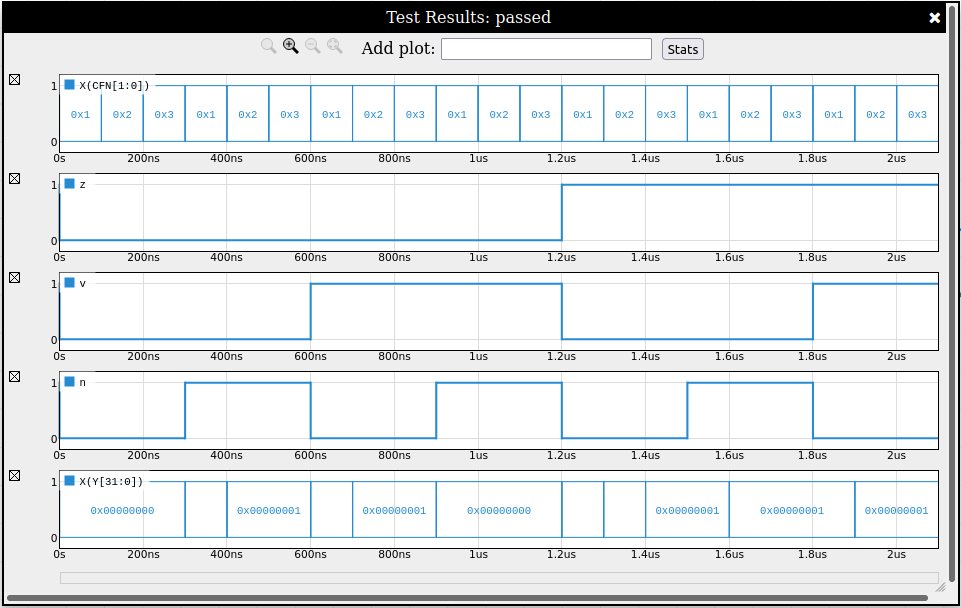 Test Results: passed
Add plot: Stats
X(CFN[1:0])
1
0x1 0x2 0x3 0x1 0x2 0x3 0x1 0x2 0x3 0x1 0x2 0x3 0x1 0x2 0x3 0x1 0x2 0x3 0x1 0x2 0x3
0
0s 200ns 400ns 600ns 800ns 1us 1.2us 1.4us 1.6us 1.8us 2us
1 z
0
0s 200ns 400ns 600ns 800ns 1us 1.2us 1.4us 1.6us 1.8us 2us
1 v
0
0s 200ns 400ns 600ns 800ns 1us 1.2us 1.4us 1.6us 1.8us 2us
1 n
0
0s 200ns 400ns 600ns 800ns 1us 1.2us 1.4us 1.6us 1.8us 2us
1 X(Y[31:0])
0x00000000 0x00000001 0x00000001 0x00000000 0x00000001 0x00000001 0x00000001
0
0s 200ns 400ns 600ns 800ns 1us 1.2us 1.4us 1.6us 1.8us 2us